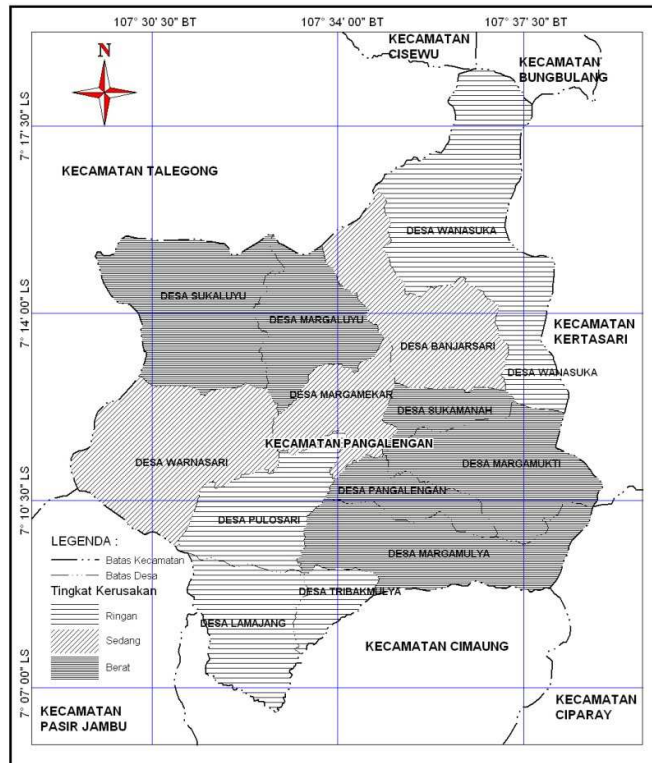 107° 30' 30" BT
107° 34' 00" BT
107° 37' 30" BT
N
KECAMATAN
CISEWU
KECAMATAN
BUNGBULANG
7° 17' 30" LS
KECAMATAN TALEGONG
DESA WANASUKA
DESA SUKALUYU
7° 14' 00" LS
DESA MARGALUYU
KECAMATAN
KERTASARI
DESA BANJARSARI
DESA WANASUKA
DESA MARGAMEKAR
DESA SUKAMANAH
KECAMATAN PANGALENGAN
DESA WARNASARI
DESA MARGAMUKTI
7° 10' 30" LS
DESA PANGALENGAN
DESA PULOSARI
DESA MARGAMULYA
LEGENDA :
Batas Kecamatan
Batas Desa
Tingkat Kerusakan
Ringan
Sedang
Berat
DESA TRIBAKMULYA
DESA LAMAJANG
KECAMATAN CIMAUNG
7° 07' 00" LS
KECAMATAN
PASIR JAMBU
KECAMATAN
CIPARAY